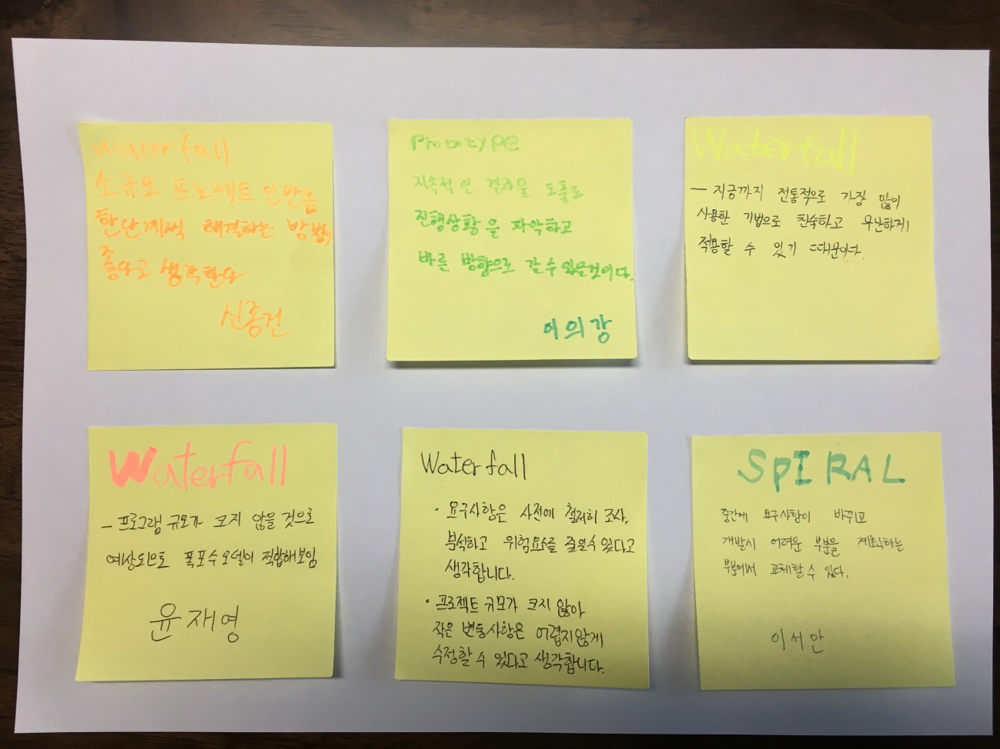 Waterfall
소규모 프로젝트 인만큼
한단계씩 해결하는 방법이
좋다고 생각한다
신종건
Prototype
지속적인 결과물 도출로
진행상황을 파악하고
바른 방향으로 갈 수 있을것이다.
이의강
Waterfall
– 지금까지 전통적으로 가장 많이
사용한 기법으로 친숙하고 무난하게
적용할 수 있기 때문이다.
Waterfall
– 프로그램 규모가 크지 않을 것으로
예상되므로 폭포수모델이 적합해보임
윤재영
Waterfall
• 요구사항은 사전에 철저히 조사,
분석하고 위험요소를 줄일수있다고
생각합니다.
• 프로젝트 규모가 크지 않아
작은 변동사항은 어렵지않게
수정할 수 있다고 생각합니다.
SpIRAL
중간에 요구사항이 바뀌고
개발시 어려운 부분을 계획하는
부분에서 교체할 수 있다.
이서안